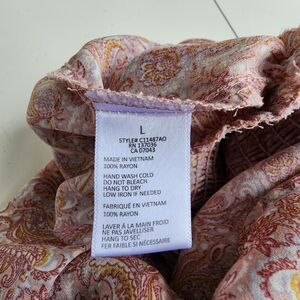 L
STYLE# C11487AO
RN 137036
CA 07043
MADE IN VIETNAM
100% RAYON
HAND WASH COLD
DO NOT BLEACH
HANG TO DRY
LOW IRON IF NEEDED
FABRIQUÉ EN VIETNAM
100% RAYON
LAVER À LA MAIN FROID
NE PAS JAVELLISER
HANG TO SEC
FER FAIBLE SI NÉCESSAIRE